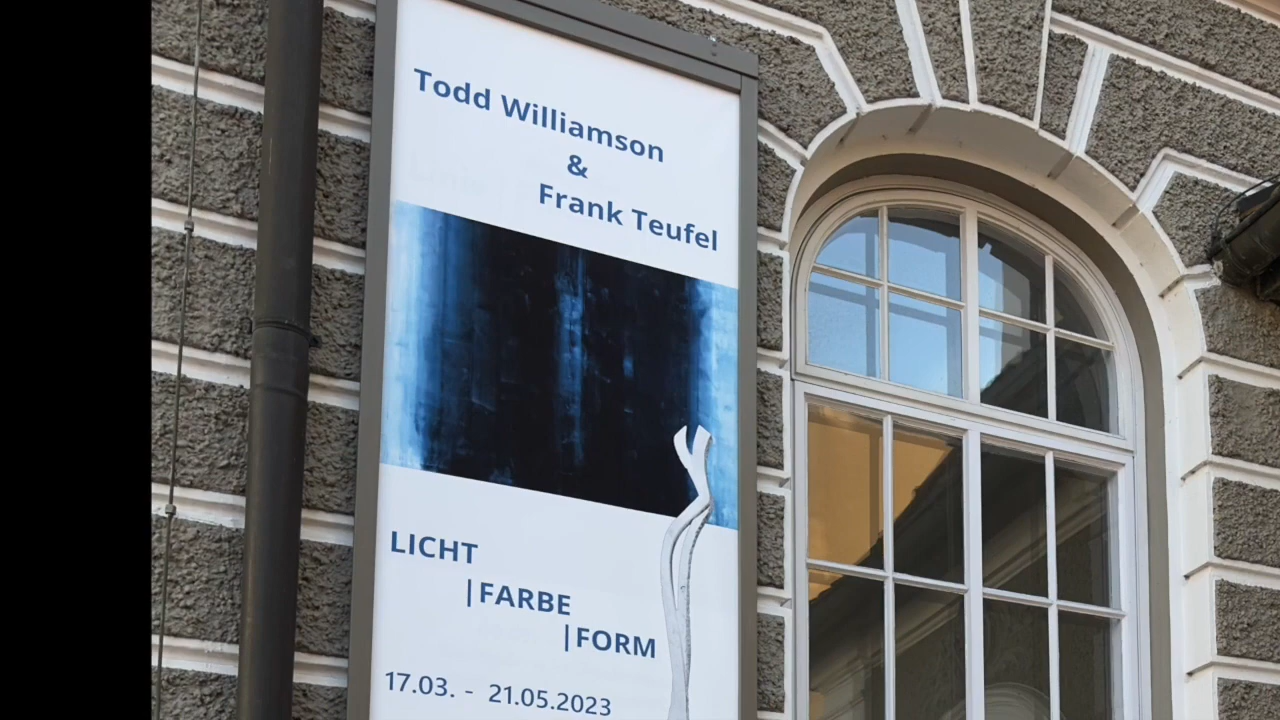 Todd Williamson
&
Frank Teufel
LICHT
|FARBE
|FORM
17.03. - 21.05.2023